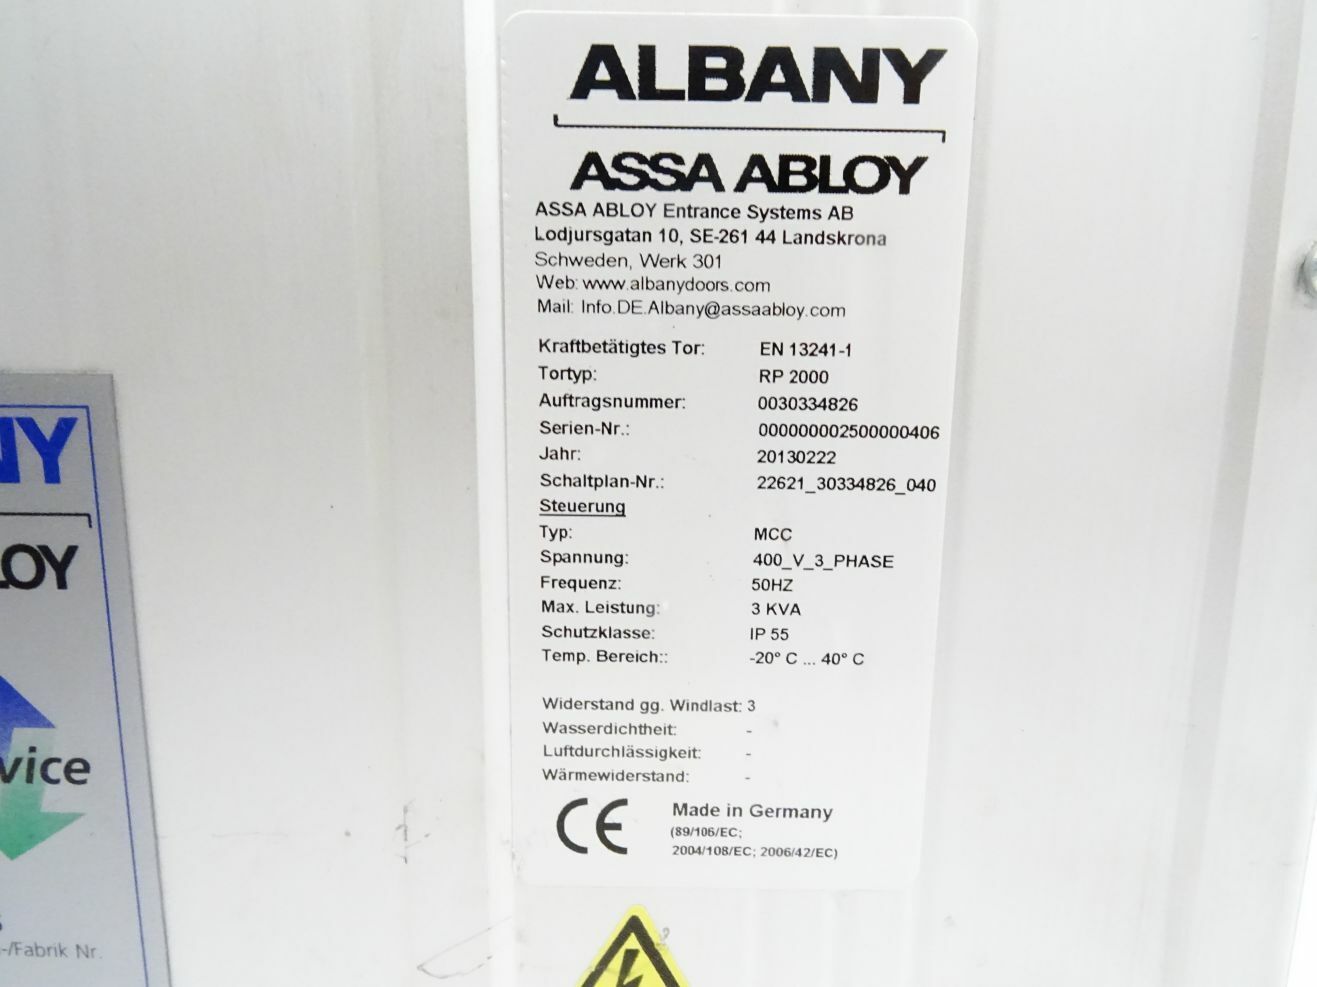 ALBANY
ASSA ABLOY
ASSA ABLOY Entrance Systems AB
Lodjursgatan 10, SE-261 44 Landskrona
Schweden, Werk 301
Web: www.albanydoors.com
Mail: Info.DE.Albany@assaabloy.com
Kraftbetätigtes Tor: EN 13241-1
Tortyp: RP 2000
Auftragsnummer: 0030334826
Serien-Nr.: 000000002500000406
Jahr: 20130222
Schaltplan-Nr.: 22621_30334826_040
Steuerung
Typ: MCC
Spannung: 400_V_3_PHASE
Frequenz: 50HZ
Max. Leistung: 3 KVA
Schutzklasse: IP 55
Temp. Bereich:: -20° C ... 40° C
Widerstand gg. Windlast: 3
Wasserdichtheit: -
Luftdurchlässigkeit: -
Wärmewiderstand: -
CE Made in Germany
(89/106/EC;
2004/108/EC; 2006/42/EC)
NY
LOY
vice
-/Fabrik Nr.